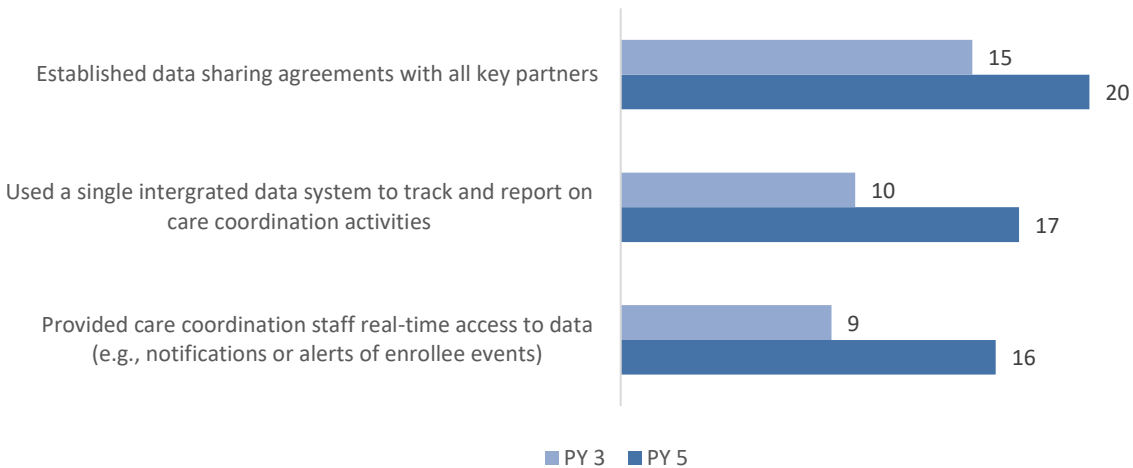 Established data sharing agreements with all key partners
15
20
Used a single intergrated data system to track and report on
care coordination activities
10
17
Provided care coordination staff real-time access to data
(e.g., notifications or alerts of enrollee events)
9
16
PY 3 PY 5